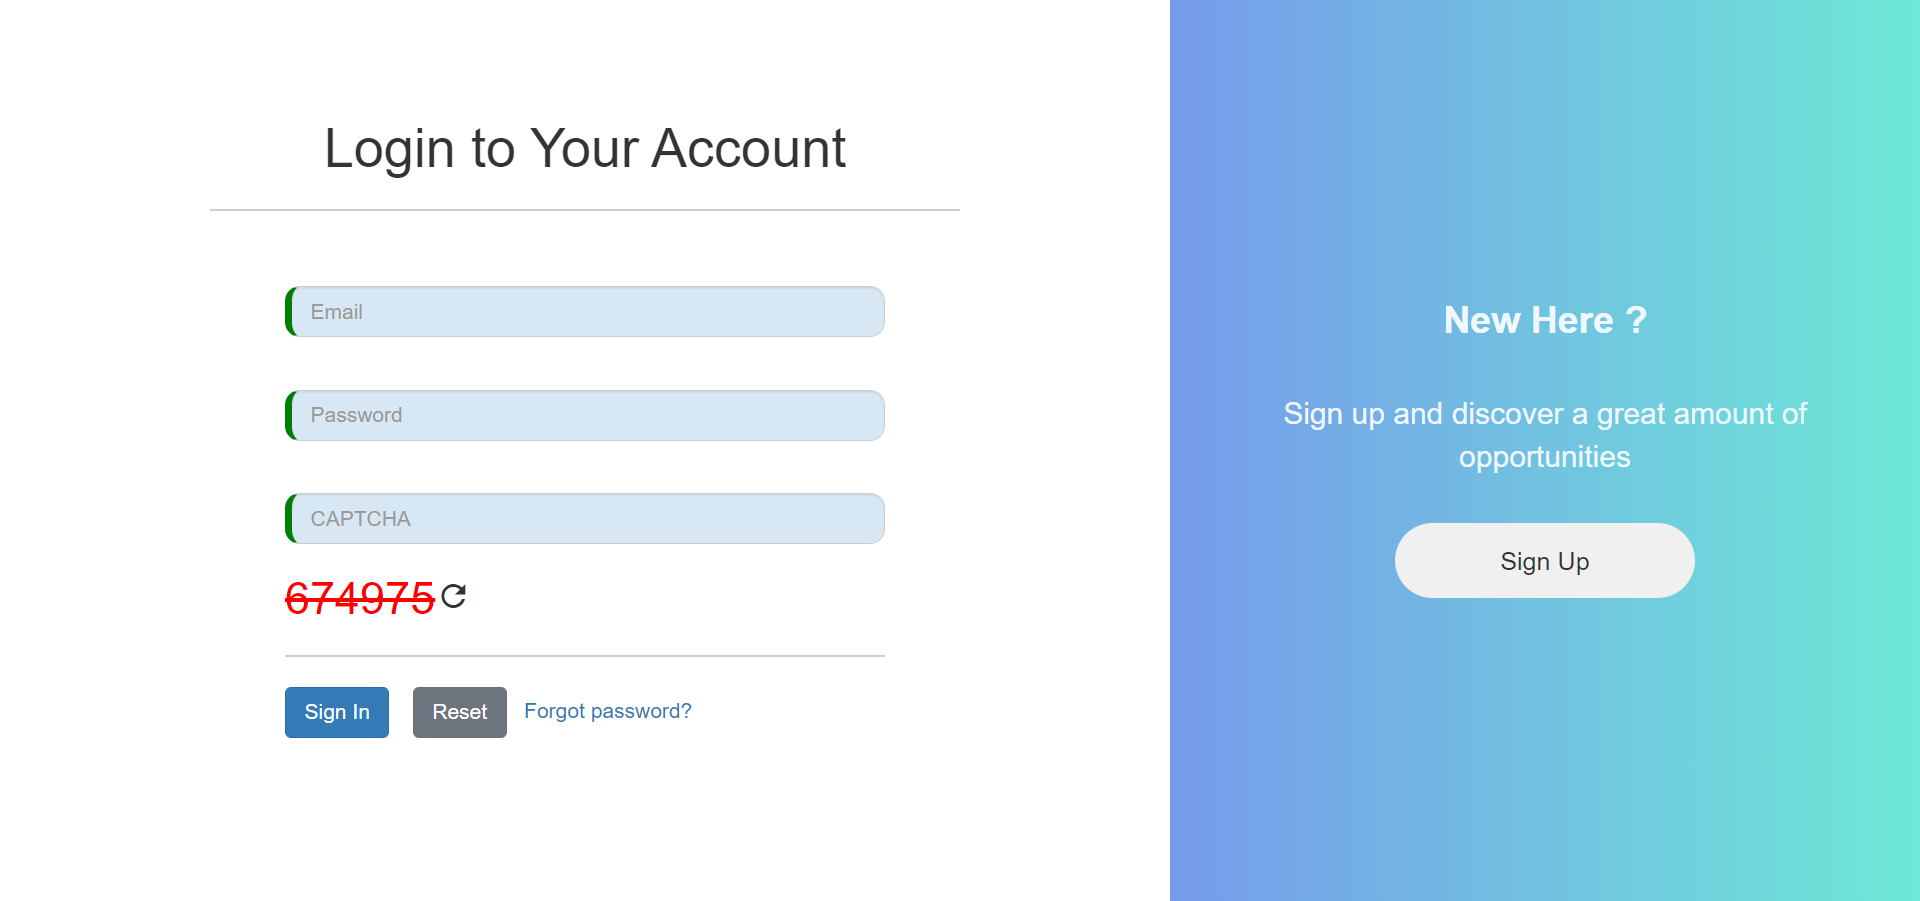 Login to Your Account
Email
Password
CAPTCHA
674975
Sign In
Reset
Forgot password?
New Here ?
Sign up and discover a great amount of
opportunities
Sign Up